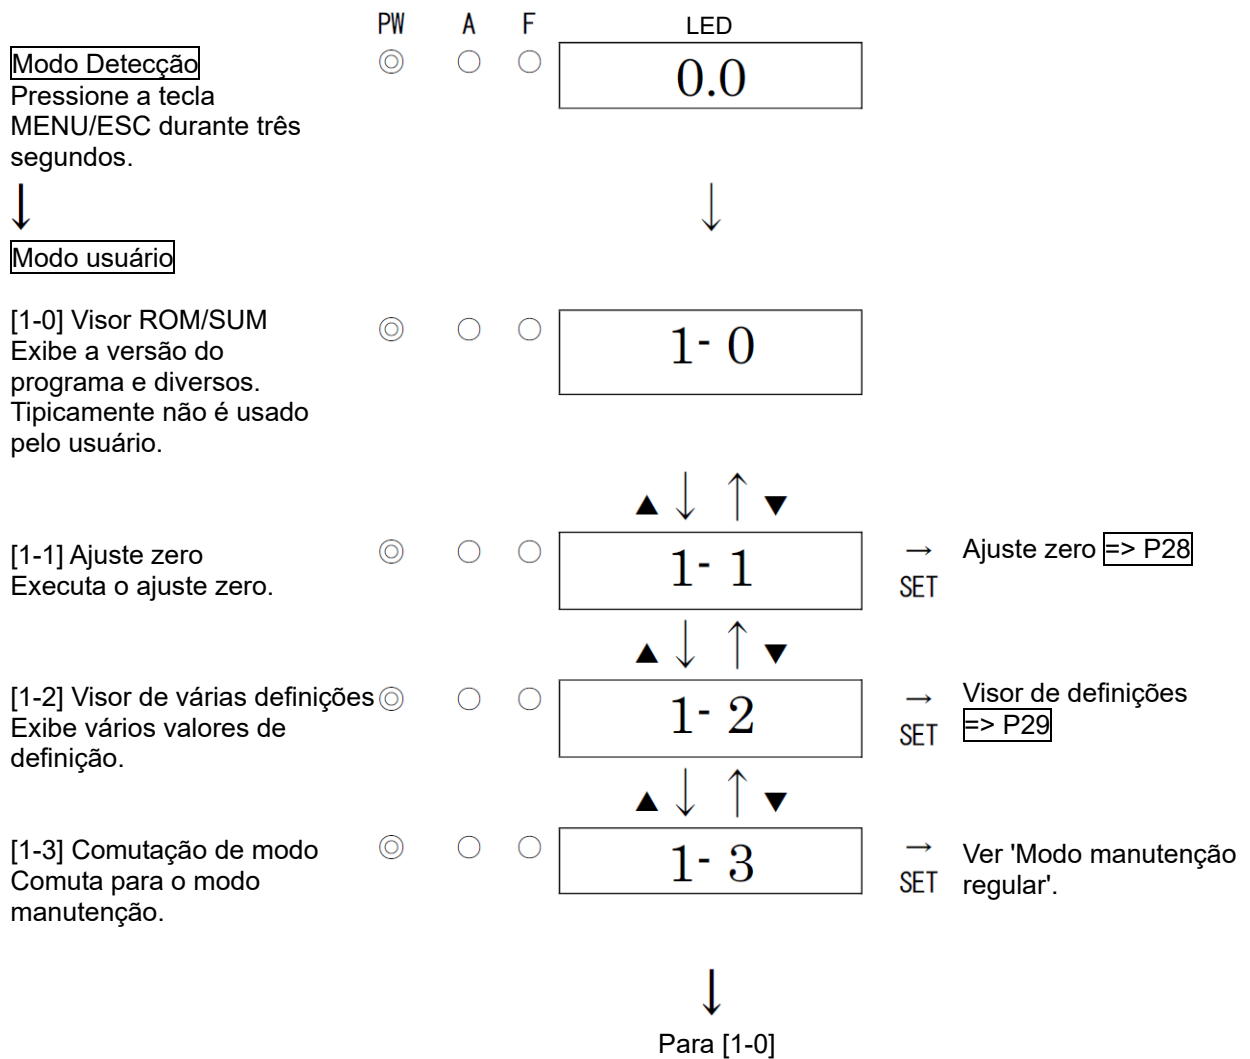 PW A F LED
Modo Detecção ◎ ○ ○ 0.0
Pressione a tecla
MENU/ESC durante três
segundos.
↓ ↓
Modo usuário
[1-0] Visor ROM/SUM ◎ ○ ○ 1- 0
Exibe a versão do
programa e diversos.
Tipicamente não é usado
pelo usuário.
▲ ↓ ↑ ▼
[1-1] Ajuste zero ◎ ○ ○ 1- 1 → Ajuste zero => P28
Executa o ajuste zero. SET
▲ ↓ ↑ ▼
[1-2] Visor de várias definições ◎ ○ ○ 1- 2 → Visor de definições
Exibe vários valores de SET => P29
definição.
▲ ↓ ↑ ▼
[1-3] Comutação de modo ◎ ○ ○ 1- 3 → Ver 'Modo manutenção
Comuta para o modo SET regular'.
manutenção.
↓
Para [1-0]